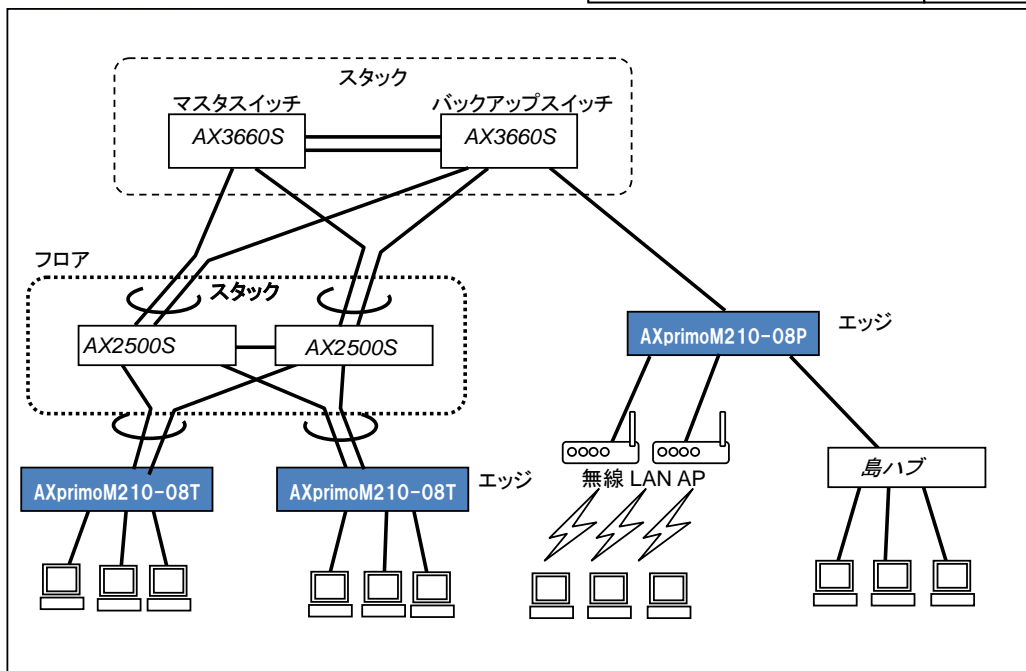 スタック
マスタスイッチ
バックアップスイッチ
AX3660S
AX3660S
フロア
スタック
AX2500S
AX2500S
AXprimoM210-08P
エッジ
AXprimoM210-08T
AXprimoM210-08T
エッジ
無線 LAN AP
島ハブ